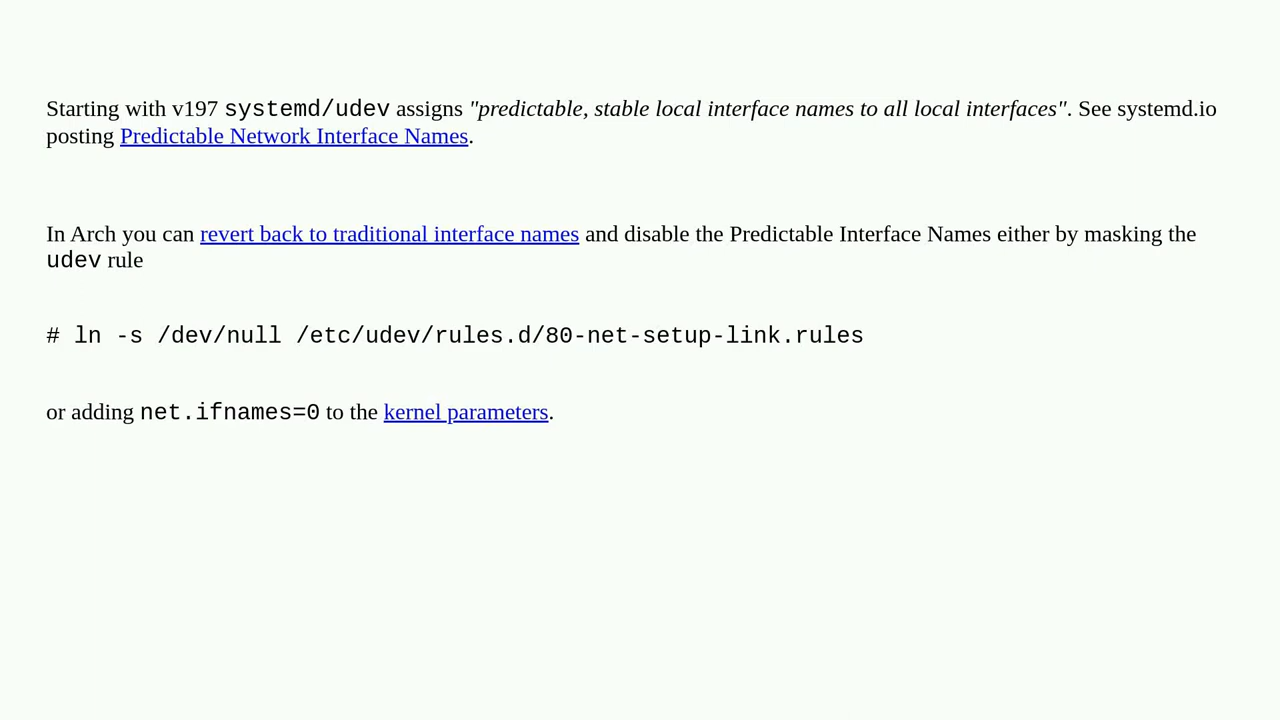 Starting with v197 systemd/udev assigns "predictable, stable local interface names to all local interfaces". See systemd.io
posting Predictable Network Interface Names.
In Arch you can revert back to traditional interface names and disable the Predictable Interface Names either by masking the
udev rule
# ln -s /dev/null /etc/udev/rules.d/80-net-setup-link.rules
or adding net.ifnames=0 to the kernel parameters.